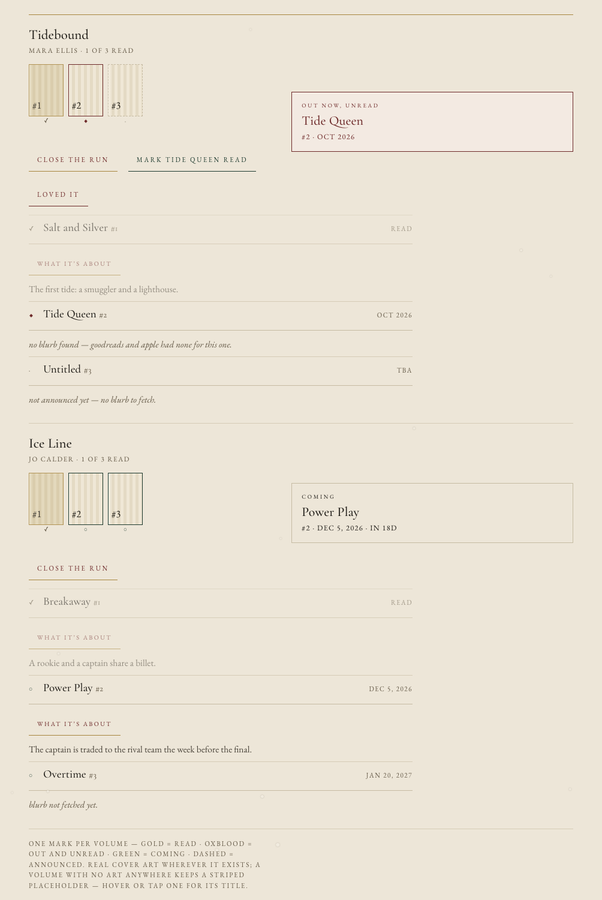 Tidebound
MARA ELLIS · 1 OF 3 READ
#1 #2 #3
✓ ◆ ·
OUT NOW, UNREAD
Tide Queen
#2 · OCT 2026
CLOSE THE RUN MARK TIDE QUEEN READ
LOVED IT
✓ Salt and Silver #1 READ
WHAT IT'S ABOUT
The first tide: a smuggler and a lighthouse.
◆ Tide Queen #2 OCT 2026
no blurb found — goodreads and apple had none for this one.
· Untitled #3 TBA
not announced yet — no blurb to fetch.
Ice Line
JO CALDER · 1 OF 3 READ
#1 #2 #3
✓ ○ ○
COMING
Power Play
#2 · DEC 5, 2026 · IN 18D
CLOSE THE RUN
✓ Breakaway #1 READ
WHAT IT'S ABOUT
A rookie and a captain share a billet.
○ Power Play #2 DEC 5, 2026
WHAT IT'S ABOUT
The captain is traded to the rival team the week before the final.
○ Overtime #3 JAN 20, 2027
blurb not fetched yet.
ONE MARK PER VOLUME — GOLD = READ · OXBLOOD =
OUT AND UNREAD · GREEN = COMING · DASHED =
ANNOUNCED. REAL COVER ART WHEREVER IT EXISTS; A
VOLUME WITH NO ART ANYWHERE KEEPS A STRIPED
PLACEHOLDER — HOVER OR TAP ONE FOR ITS TITLE.